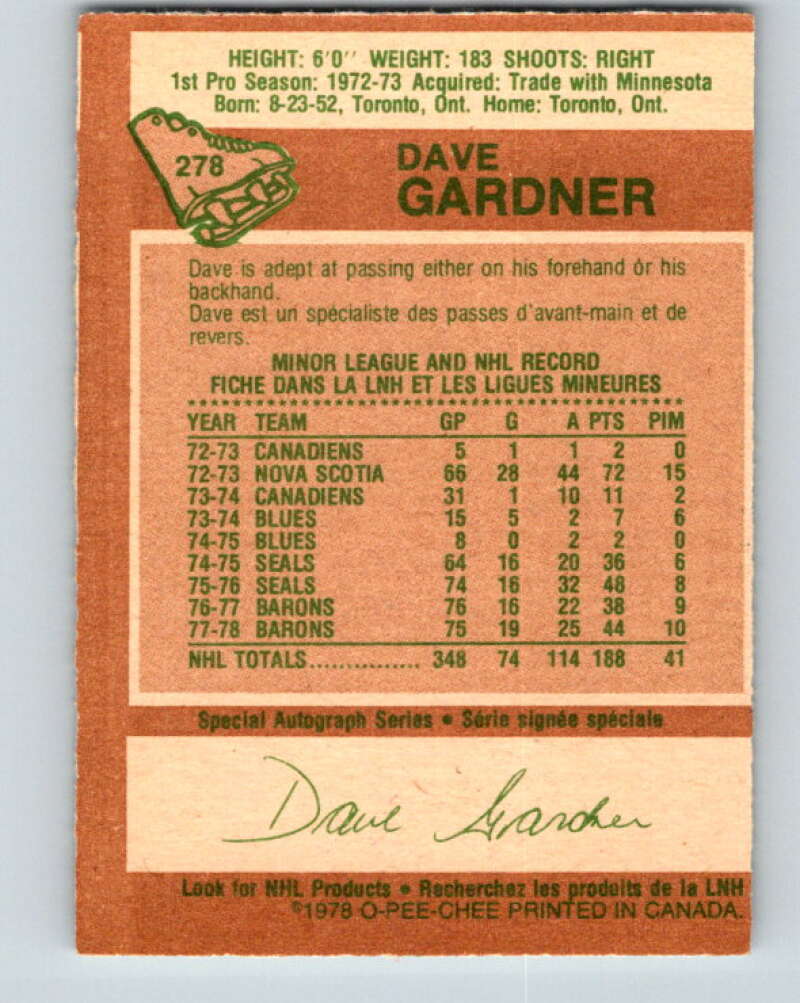 HEIGHT: 6'0'' WEIGHT: 183 SHOOTS: RIGHT
1st Pro Season: 1972-73 Acquired: Trade with Minnesota
Born: 8-23-52, Toronto, Ont. Home: Toronto, Ont.
278
DAVE
GARDNER
Dave is adept at passing either on his forehand or his
backhand.
Dave est un spécialiste des passes d'avant-main et de
revers.
MINOR LEAGUE AND NHL RECORD
FICHE DANS LA LNH ET LES LIGUES MINEURES
YEAR TEAM GP G A PTS PIM
72-73 CANADIENS 5 1 1 2 0
72-73 NOVA SCOTIA 66 28 44 72 15
73-74 CANADIENS 31 1 10 11 2
73-74 BLUES 15 5 2 7 6
74-75 BLUES 8 0 2 2 0
74-75 SEALS 64 16 20 36 6
75-76 SEALS 74 16 32 48 8
76-77 BARONS 76 16 22 38 9
77-78 BARONS 75 19 25 44 10
NHL TOTALS............... 348 74 114 188 41
Special Autograph Series • Série signée spéciale
Dave Gardner
Look for NHL Products • Recherchez les produits de la LNH
©1978 O-PEE-CHEE PRINTED IN CANADA.